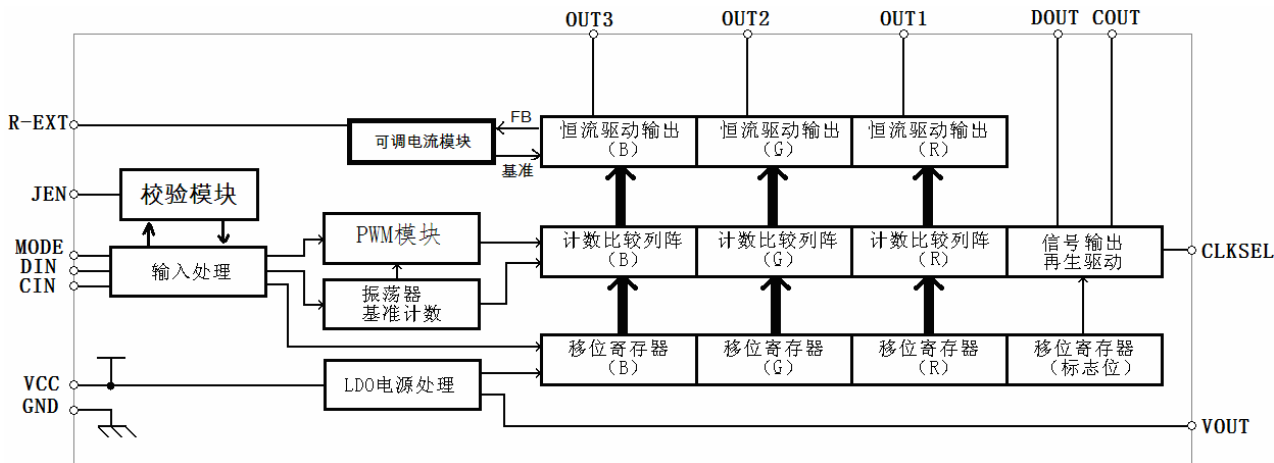 OUT3 OUT2 OUT1 DOUT COUT
R-EXT
可调电流模块
FB
基准
恒流驱动输出
(B)
恒流驱动输出
(G)
恒流驱动输出
(R)
JEN
校验模块
MODE
DIN
CIN
输入处理
PWM模块
振荡器
基准计数
计数比较列阵
(B)
计数比较列阵
(G)
计数比较列阵
(R)
信号输出
再生驱动
CLKSEL
移位寄存器
(B)
移位寄存器
(G)
移位寄存器
(R)
移位寄存器
(标志位)
VCC
GND
LDO电源处理
VOUT